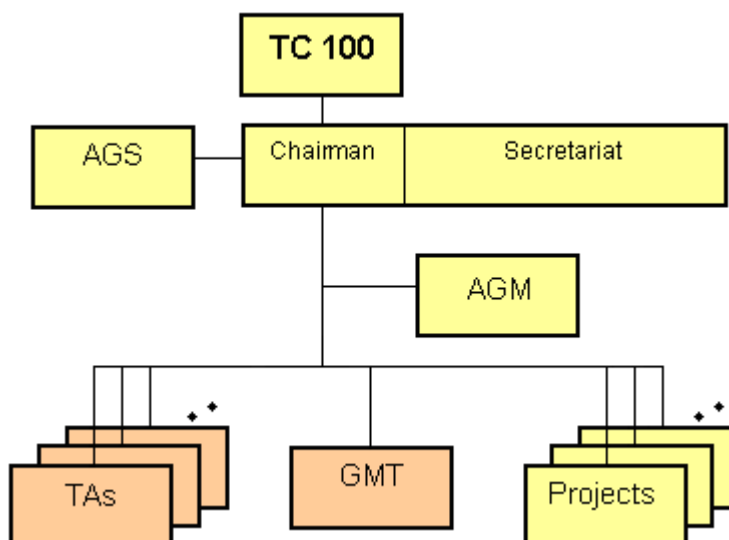 TC 100
AGS
Chairman
Secretariat
AGM
TAs
GMT
Projects